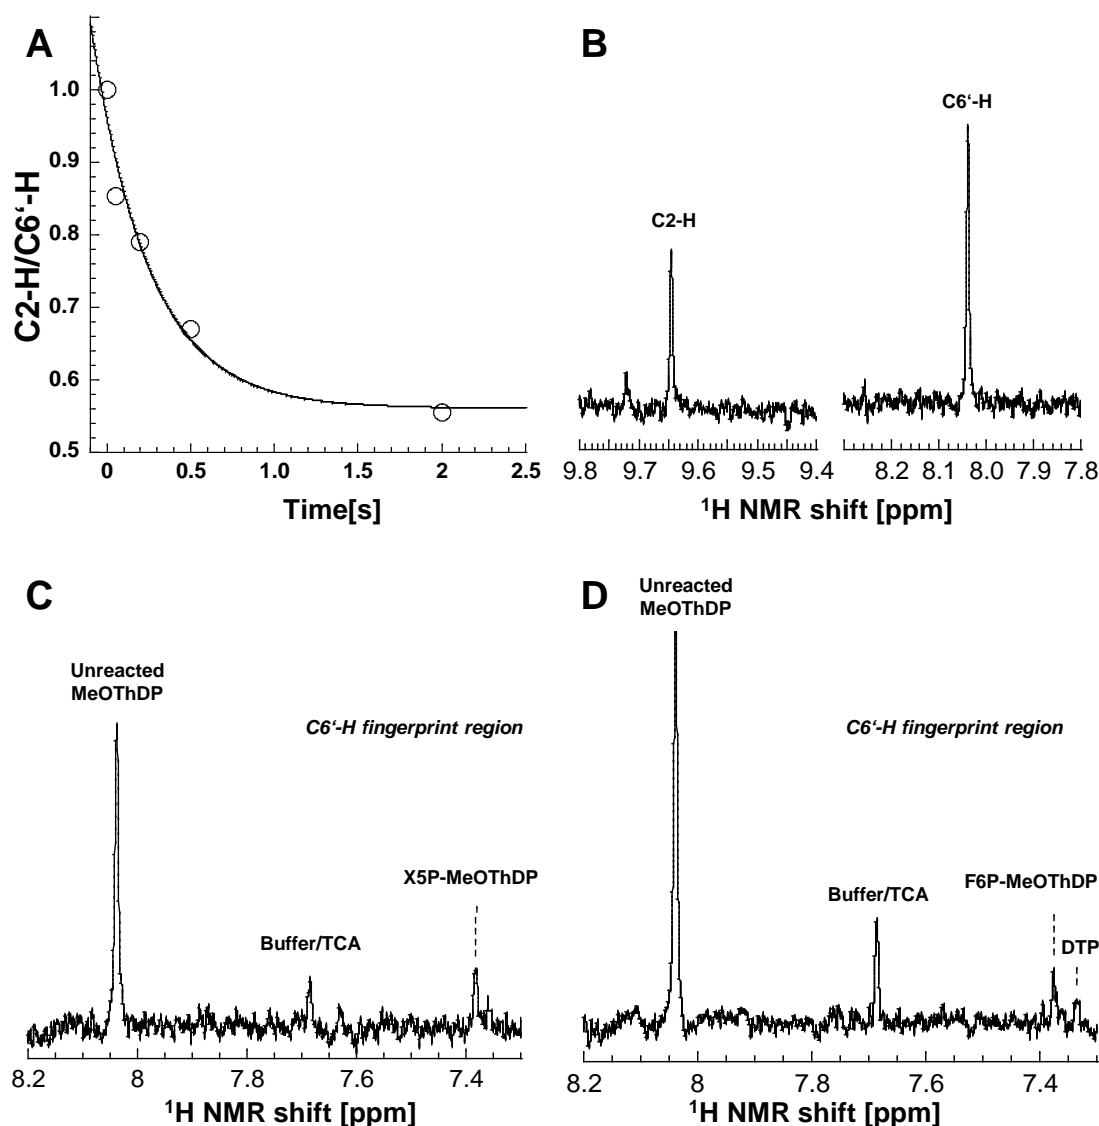 A
C2-H/C6‘-H
1.0
0.9
0.8
0.7
0.6
0.5
0 0.5 1.0 1.5 2 2.5
Time[s]
B
C2-H
C6‘-H
9.8 9.7 9.6 9.5 9.4
8.2 8.1 8.0 7.9 7.8
¹H NMR shift [ppm]
C
Unreacted
MeOThDP
C6‘-H fingerprint region
X5P-MeOThDP
Buffer/TCA
8.2 8 7.8 7.6 7.4
¹H NMR shift [ppm]
D
Unreacted
MeOThDP
C6‘-H fingerprint region
F6P-MeOThDP
Buffer/TCA
DTP
8.2 8 7.8 7.6 7.4
¹H NMR shift [ppm]